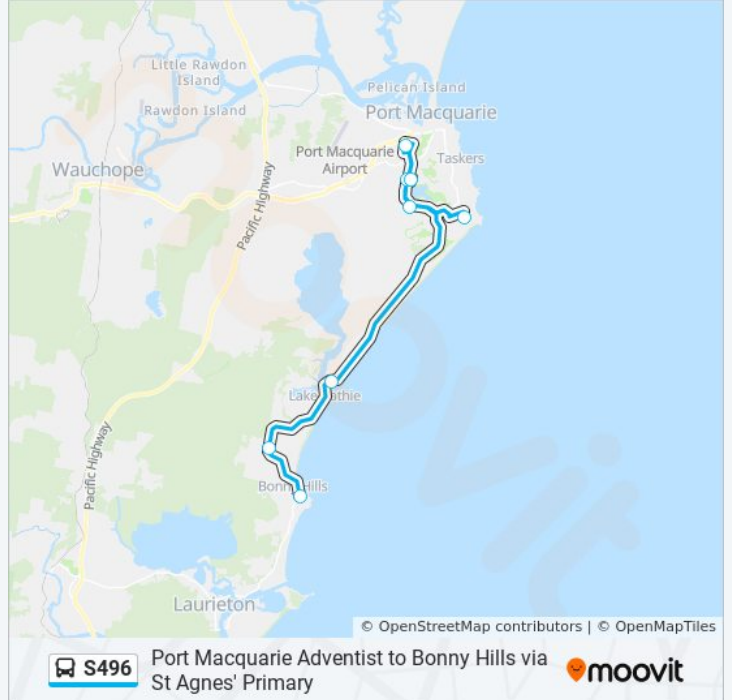 Little Rawdon
Island
Pelican Island
Rawdon Island
Port Macquarie
Port Macquarie
Airport
Taskers
Wauchope
Pacific Highway
Lake Cathie
Bonny Hills
Pacific Highway
Laurieton
© OpenStreetMap contributors | © OpenMapTiles
S496
Port Macquarie Adventist to Bonny Hills via
St Agnes' Primary
moovit
moovit